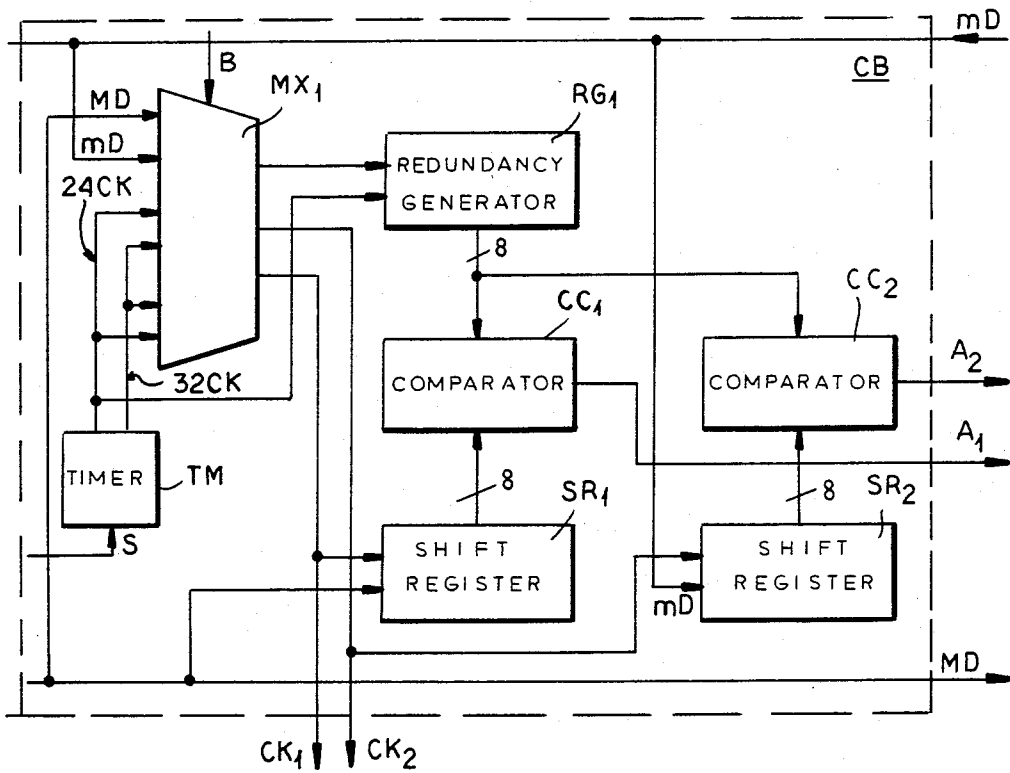 mD
CB
B
MX₁
RG₁
MD
mD
REDUNDANCY
GENERATOR
24CK
8
CC₁
CC₂
COMPARATOR
COMPARATOR
A₂
32CK
A₁
TIMER
TM
8
8
SR₁
SR₂
S
SHIFT
REGISTER
SHIFT
REGISTER
mD
MD
CK₁
CK₂